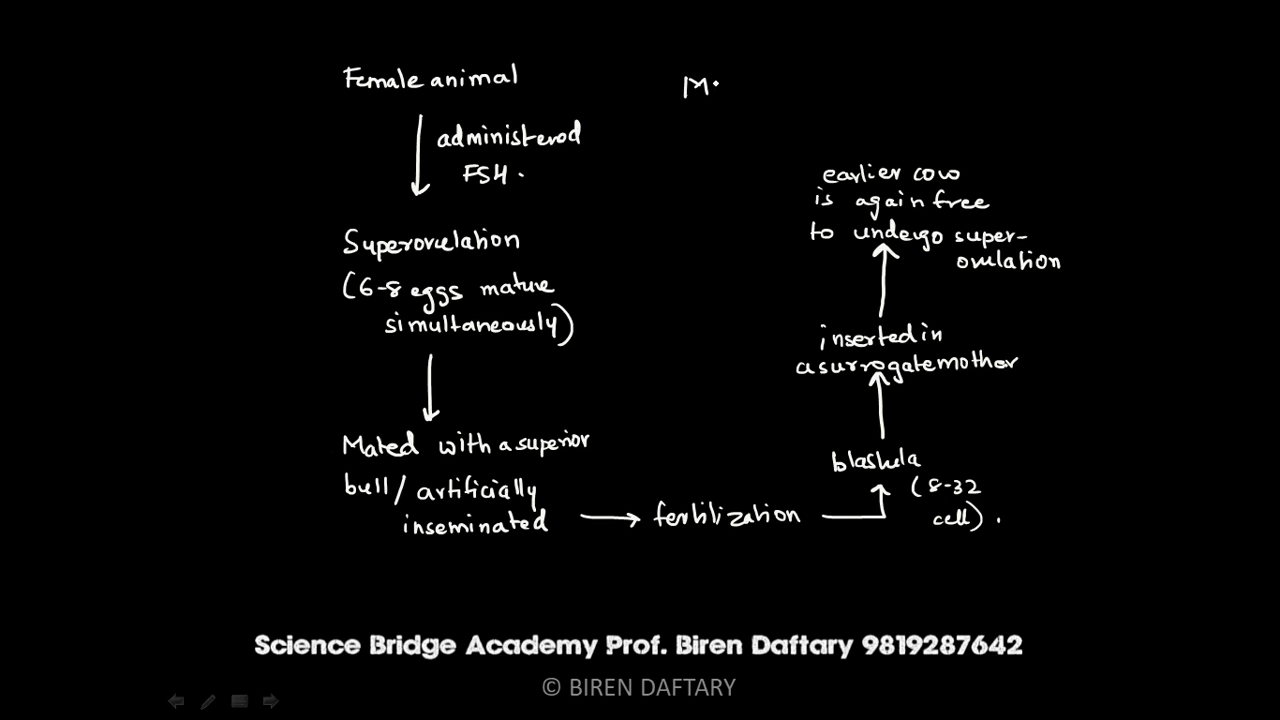 Female animal
M.
administered
FSH.
Superovulation
(6-8 eggs mature
simultaneously)
Mated with a superior
bull/ artificially
inseminated
fertilization
blastula
(8-32
cell).
inserted in
a surrogate mother
earlier cow
is again free
to undergo super-
ovulation
Science Bridge Academy Prof. Biren Daftary 9819287642
© BIREN DAFTARY